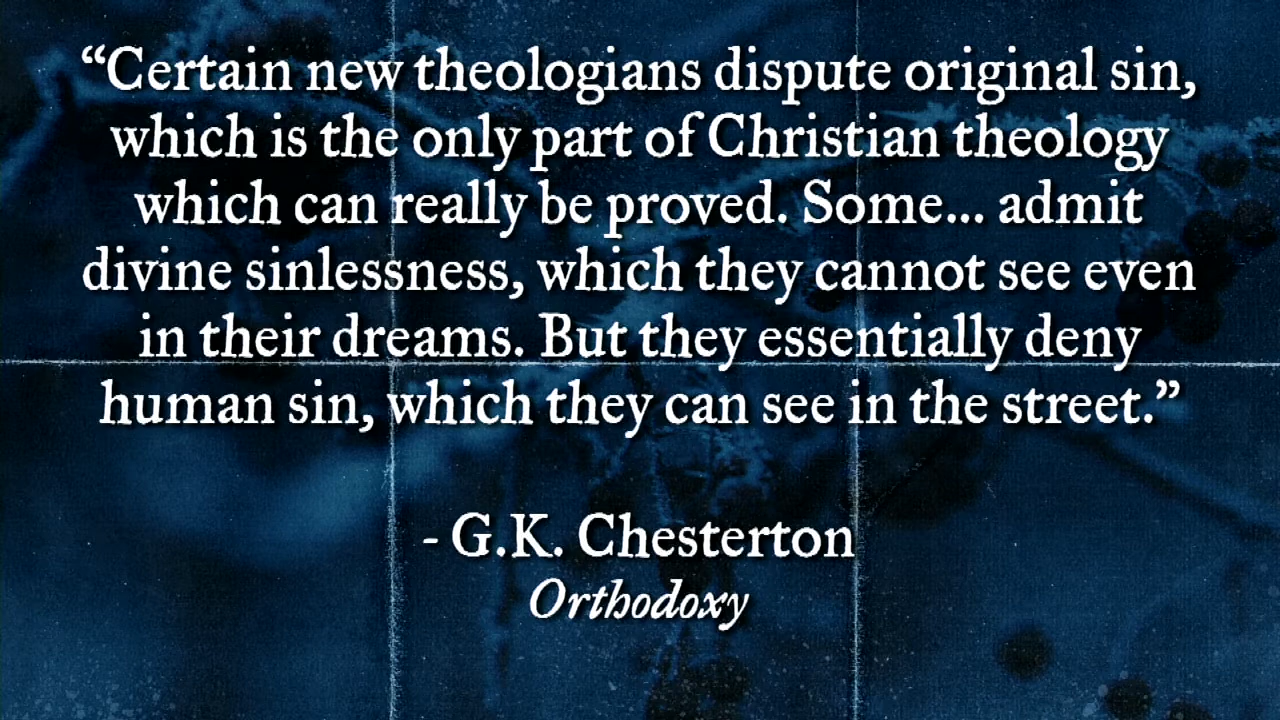 “Certain new theologians dispute original sin,
which is the only part of Christian theology
which can really be proved. Some... admit
divine sinlessness, which they cannot see even
in their dreams. But they essentially deny
human sin, which they can see in the street.”
- G.K. Chesterton
Orthodoxy